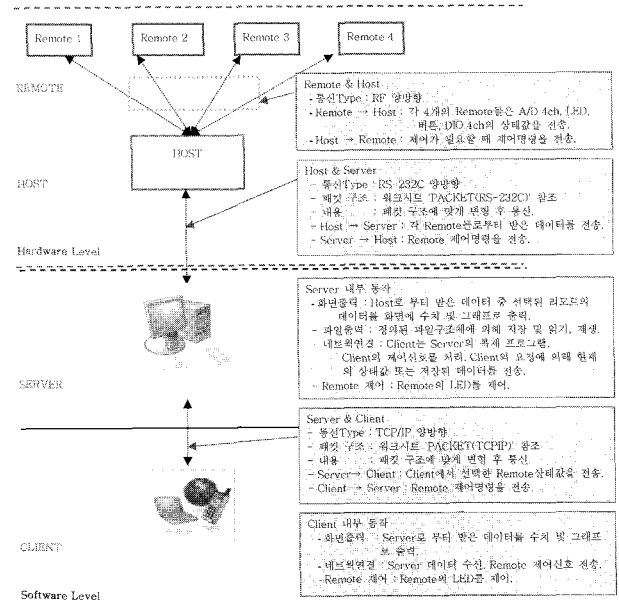 Remote 1
Remote 2
Remote 3
Remote 4
REMOTE
Remote & Host
- 통신Type : RF 양방향
- Remote → Host : 각 4개의 Remote들은 A/D 4ch, LED,
버튼, DIO 4ch의 상태값을 전송.
- Host → Remote : 제어가 필요할 때 제어명령을 전송.
HOST
HOST
Host & Server
- 통신Type : RS 232C 양방향
- 패킷 구조 : 워크시트 'PACKET(RS-232C)' 참조
- 내용 : 패킷 구조에 맞게 변형 후 통신.
- Host → Server : 각 Remote들로부터 받은 데이터를 전송.
- Server → Host : Remote 제어명령을 전송.
Hardware Level
Server 내부 동작
- 화면출력 : Host로 부터 받은 데이터 중 선택된 리모트의
데이터를 화면에 수치 및 그래프로 출력.
- 파일출력 : 정의된 파일구조체에 의해 저장 및 읽기, 재생.
- 네트웍연결 : Client는 Server의 복제 프로그램.
Client의 제어신호를 처리. Client의 요청에 의해 현재
의 상태값 또는 저장된 데이터를 전송.
- Remote 제어 : Remote의 LED를 제어.
SERVER
Server & Client
- 통신Type : TCP/IP 양방향
- 패킷 구조 : 워크시트 'PACKET(TCPIP)' 참조
- 내용 : 패킷 구조에 맞게 변형 후 통신
- Server → Client : Client에서 선택한 Remote상태값을 전송.
- Client → Server : Remote 제어명령을 전송
Client 내부 동작
- 화면출력 : Server로 부터 받은 데이터를 수치 및 그래프
로 출력.
- 네트웍연결 : Server 데이터 수신, Remote 제어신호 전송.
- Remote 제어 : Remote의 LED를 제어.
CLIENT
Software Level